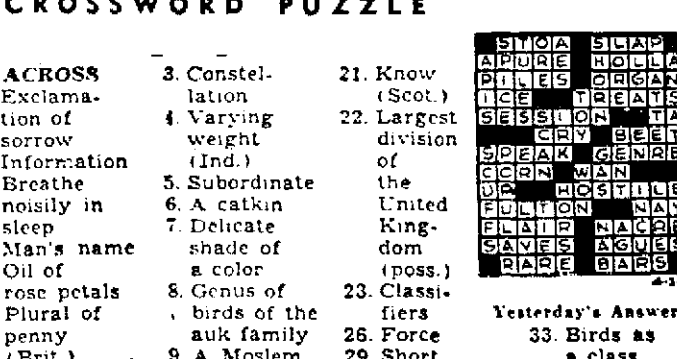 CROSSWORD PUZZLE
ACROSS
Exclama-
tion of
sorrow
Information
Breathe
noisily in
sleep
Man's name
Oil of
rose petals
Plural of
penny
(Brit.)
3. Constel-
lation
4. Varying
weight
(Ind.)
5. Subordinate
6. A catkin
7. Delicate
shade of
a color
8. Genus of
birds of the
auk family
9. A Moslem
21. Know
(Scot.)
22. Largest
division
of
the
United
King-
dom
(poss.)
23. Classi-
fiers
26. Force
29. Short
STOA SLAP
APURE HOLLA
PILES ORGAN
ICE TREATS
SESSION TA
CRY BEET
SPEAK GENRE
CORN WAN
UP HOSTILE
FULTON NAY
FLAIR NACRE
SAVES AGUES
RARE BARS
Yesterday's Answer
33. Birds as
a class